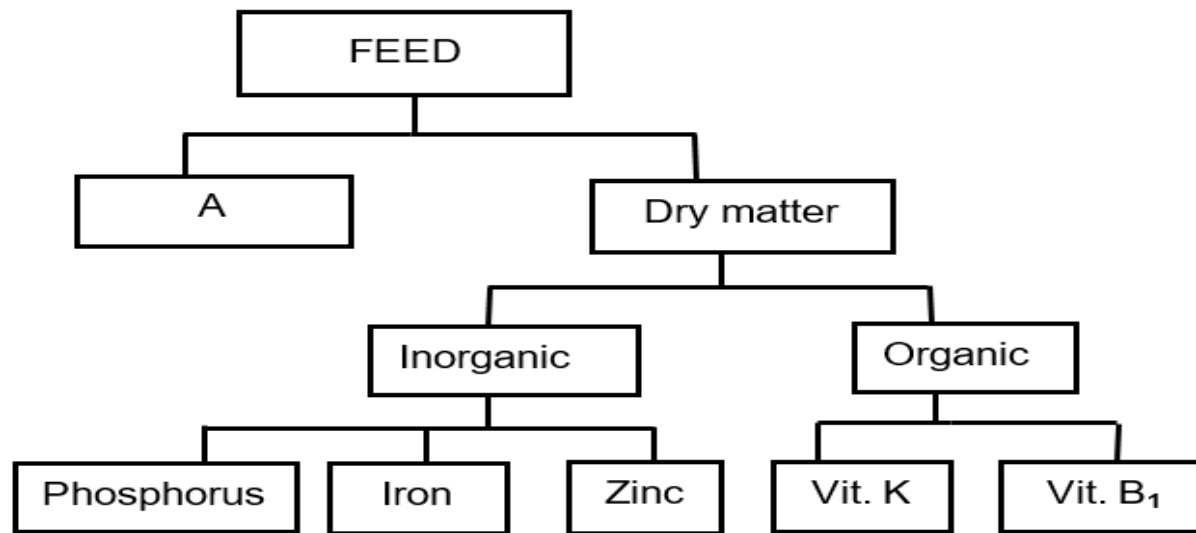 FEED
A
Dry matter
Inorganic
Organic
Phosphorus
Iron
Zinc
Vit. K
Vit. B₁